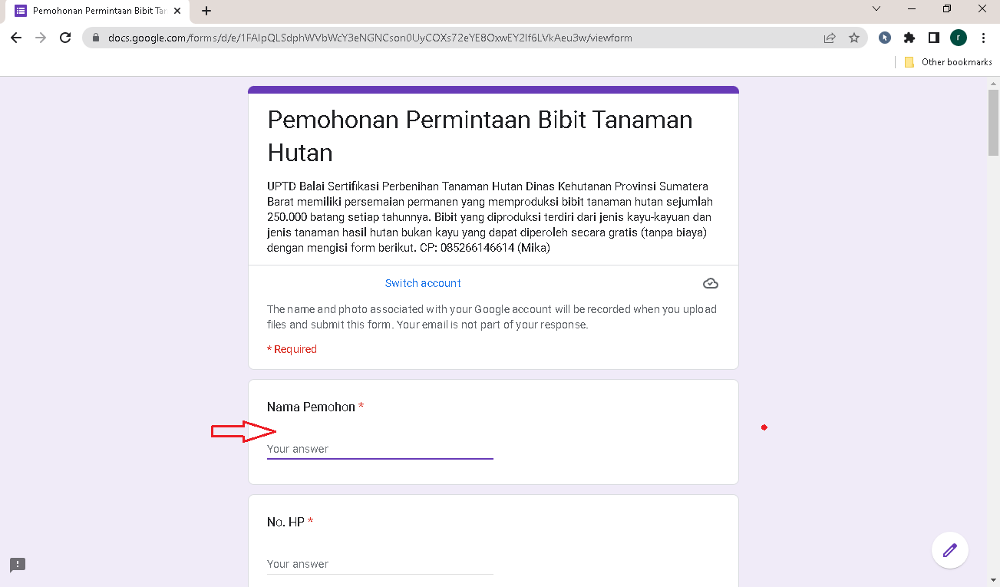 Pemohonan Permintaan Bibit Tan
docs.google.com/forms/d/e/1FAIpQLSdphWVbWcY3eNGNCson0UyCOXs72eYE8OxwEY2lf6LVkAeu3w/viewform
r
Other bookmarks
Pemohonan Permintaan Bibit Tanaman
Hutan
UPTD Balai Sertifikasi Perbenihan Tanaman Hutan Dinas Kehutanan Provinsi Sumatera
Barat memiliki persemaian permanen yang memproduksi bibit tanaman hutan sejumlah
250.000 batang setiap tahunnya. Bibit yang diproduksi terdiri dari jenis kayu-kayuan dan
jenis tanaman hasil hutan bukan kayu yang dapat diperoleh secara gratis (tanpa biaya)
dengan mengisi form berikut. CP: 085266146614 (Mika)
Switch account
The name and photo associated with your Google account will be recorded when you upload
files and submit this form. Your email is not part of your response.
* Required
Nama Pemohon *
Your answer
No. HP *
Your answer